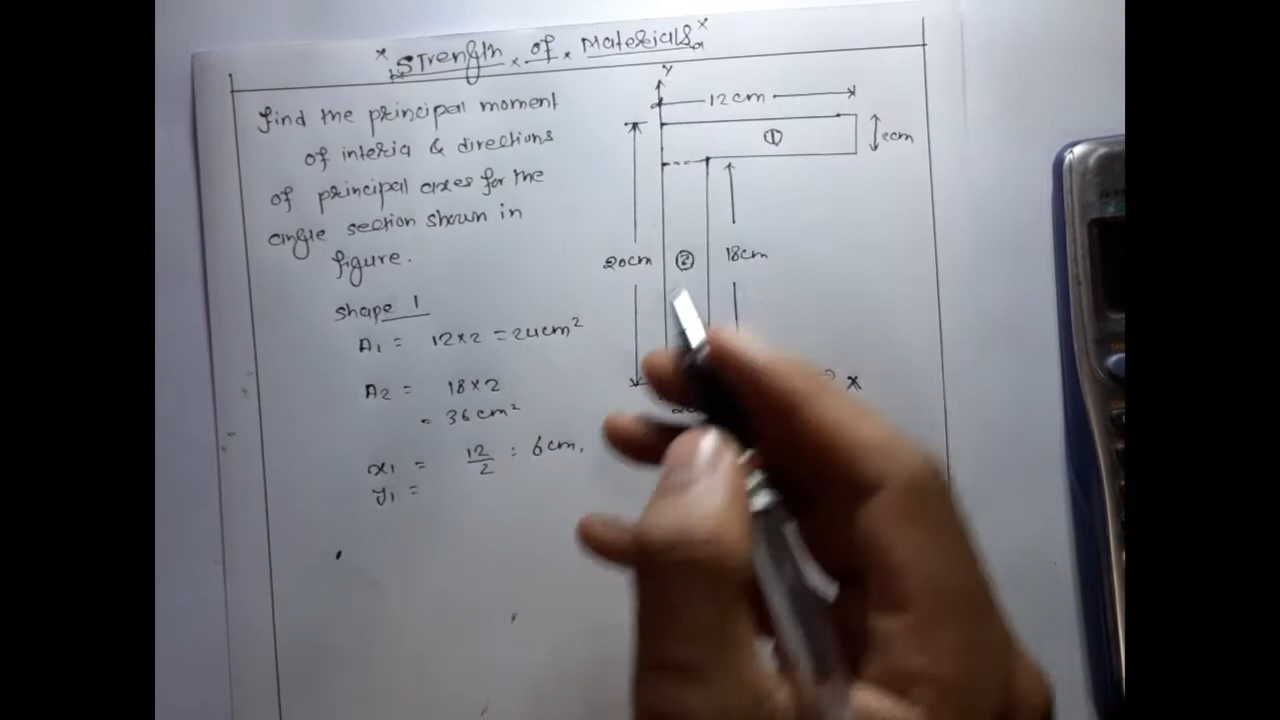 Strength of Materials
find the principal moment
of interia & directions
of principal axes for the
angle section shown in
figure.
shape 1
A1 = 12×2 = 24cm²
A2 = 18×2
= 36cm²
x1 = 12/2 = 6cm,
y1 =
Y
12cm
①
2cm
20cm
②
18cm
X